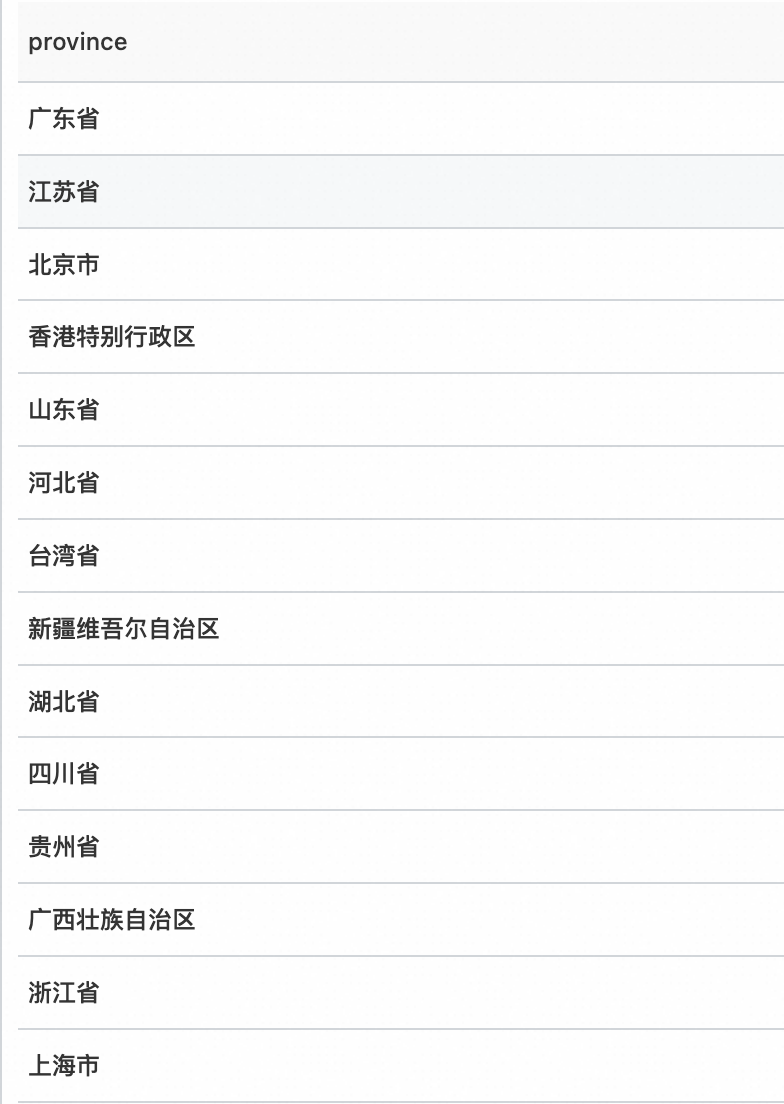 province
广东省
江苏省
北京市
香港特别行政区
山东省
河北省
台湾省
新疆维吾尔自治区
湖北省
四川省
贵州省
广西壮族自治区
浙江省
上海市